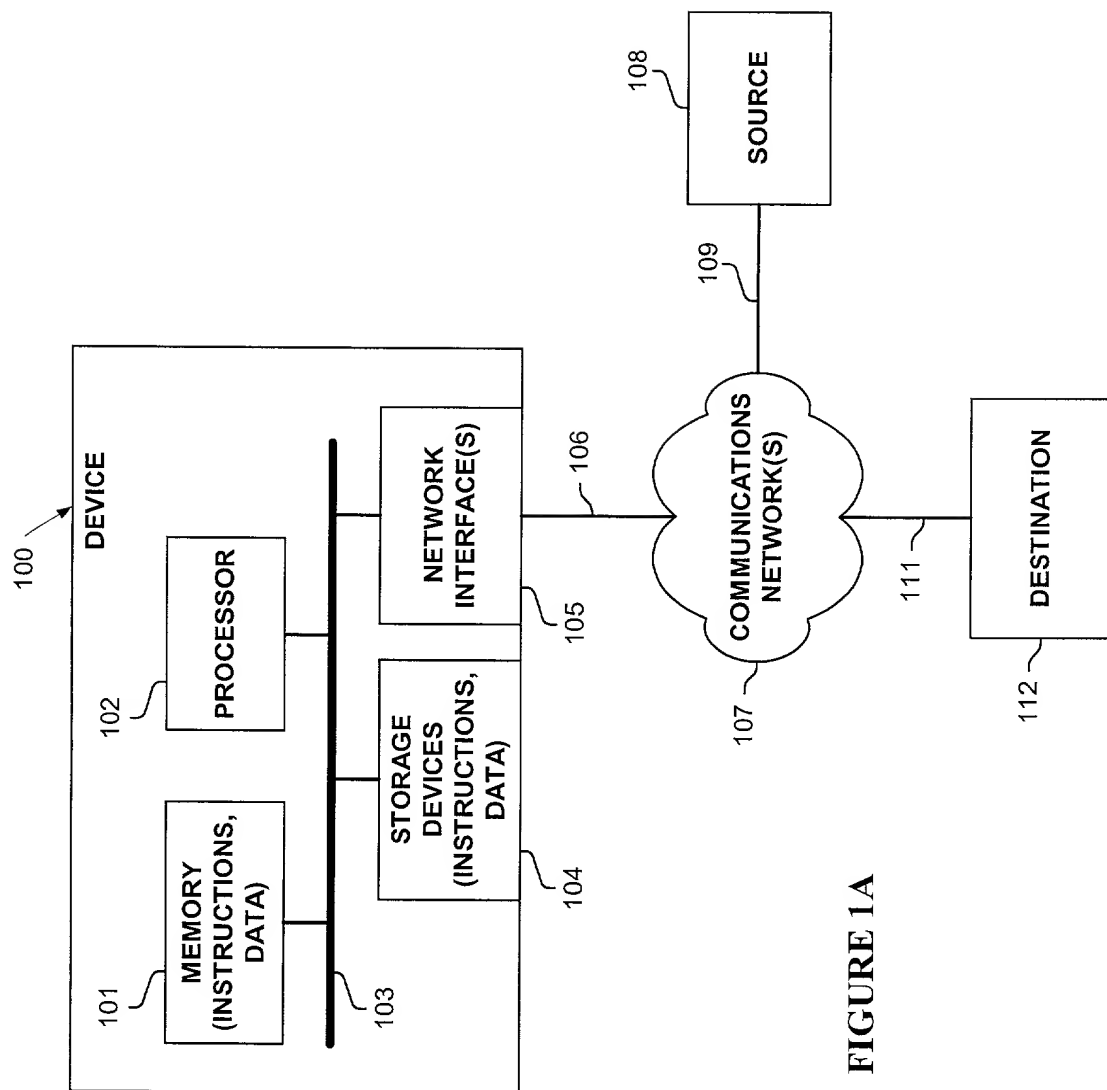 100
DEVICE
101
MEMORY
(INSTRUCTIONS,
DATA)
102
PROCESSOR
103
STORAGE
DEVICES
(INSTRUCTIONS,
DATA)
104
NETWORK
INTERFACE(S)
105
106
COMMUNICATIONS
NETWORK(S)
107
109
SOURCE
108
111
DESTINATION
112
FIGURE 1A